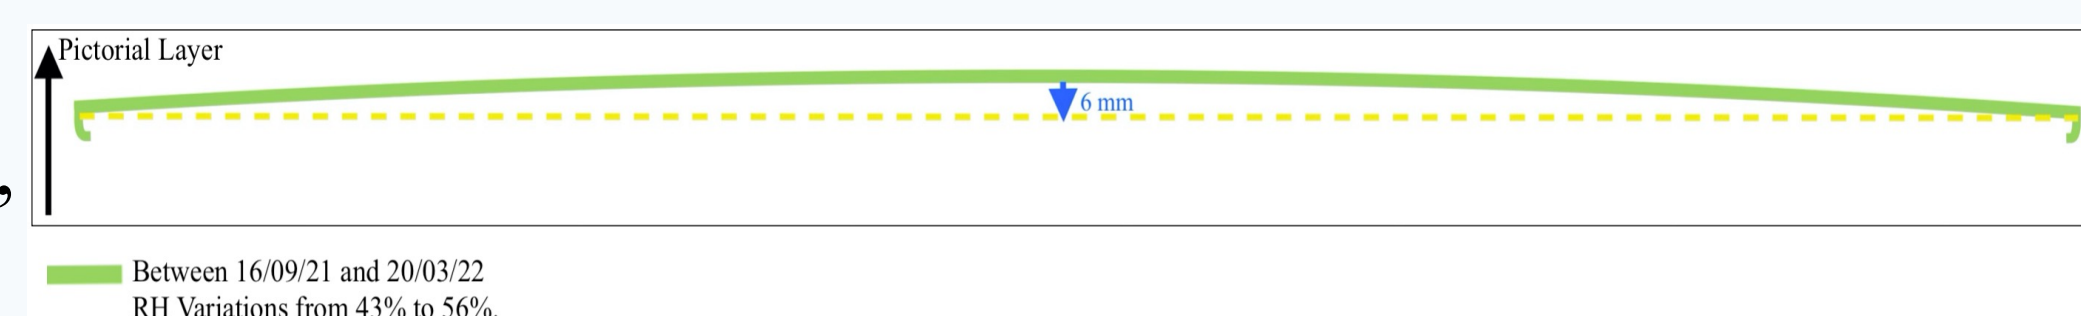 Pictorial Layer
6 mm
,
Between 16/09/21 and 20/03/22
RH Variations from 43% to 56%.